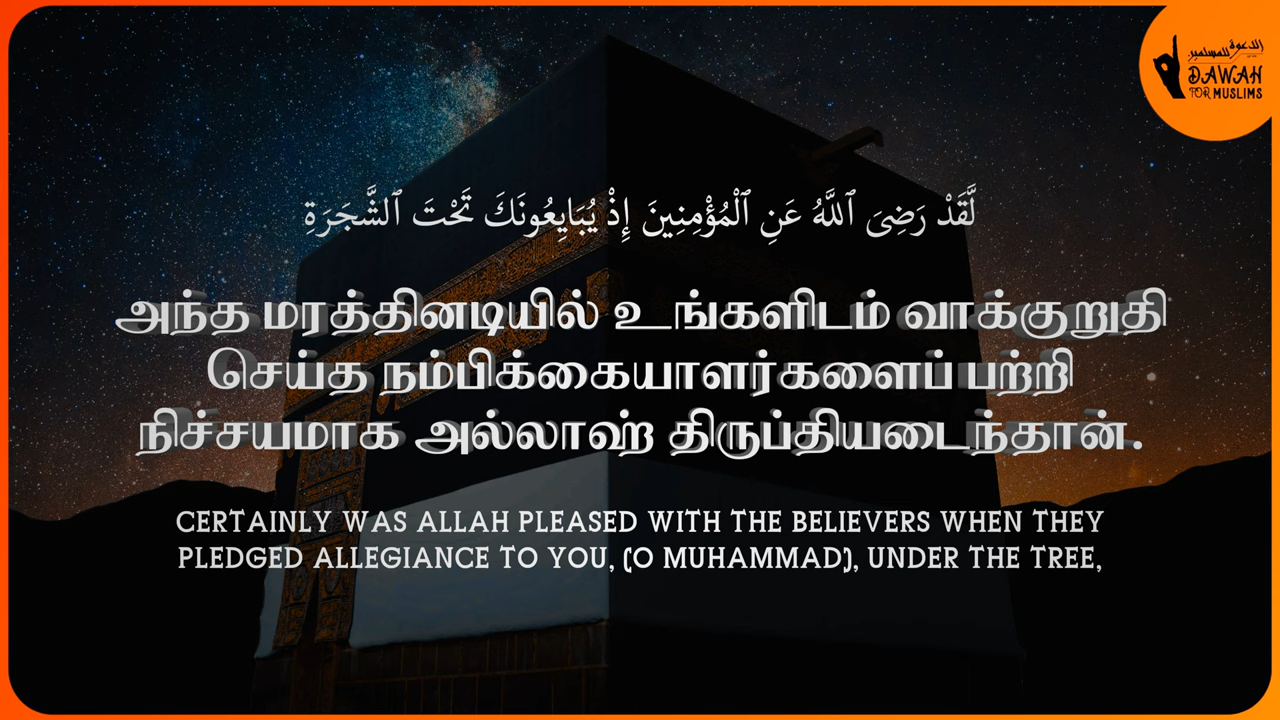 الدعوة للمسلمين
DAWAH
FOR MUSLIMS
لَّقَدْ رَضِىَ ٱللَّهُ عَنِ ٱلْمُؤْمِنِينَ إِذْ يُبَايِعُونَكَ تَحْتَ ٱلشَّجَرَةِ
அந்த மரத்தினடியில் உங்களிடம் வாக்குறுதி
செய்த நம்பிக்கையாளர்களைப் பற்றி
நிச்சயமாக அல்லாஹ் திருப்தியடைந்தான்.
CERTAINLY WAS ALLAH PLEASED WITH THE BELIEVERS WHEN THEY
PLEDGED ALLEGIANCE TO YOU, (O MUHAMMAD), UNDER THE TREE,